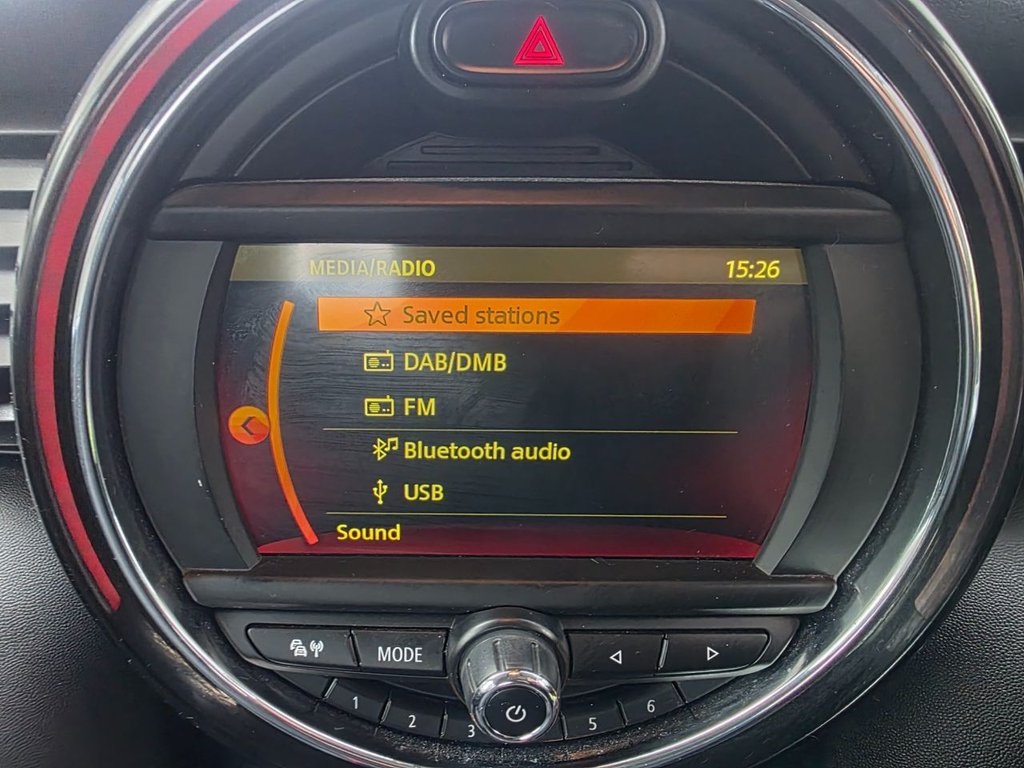 MEDIA/RADIO 15:26
Saved stations
DAB/DMB
FM
Bluetooth audio
USB
Sound
MODE
1 2 3 5 6